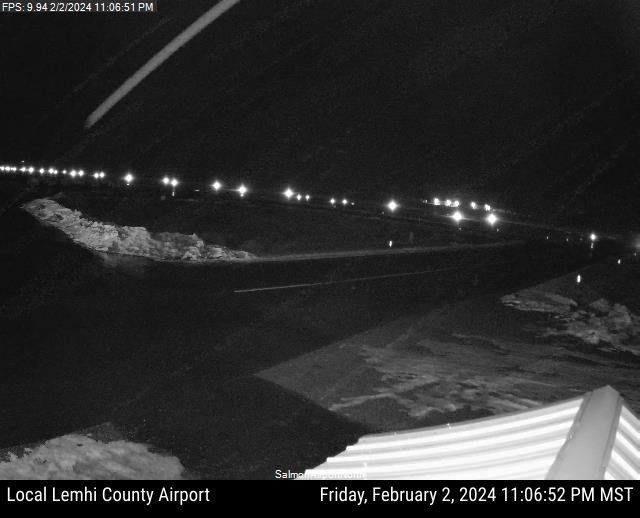 FPS: 9.94 2/2/2024 11:06:51 PM
SalmonAirportNorth
Local Lemhi County Airport
Friday, February 2, 2024 11:06:52 PM MST